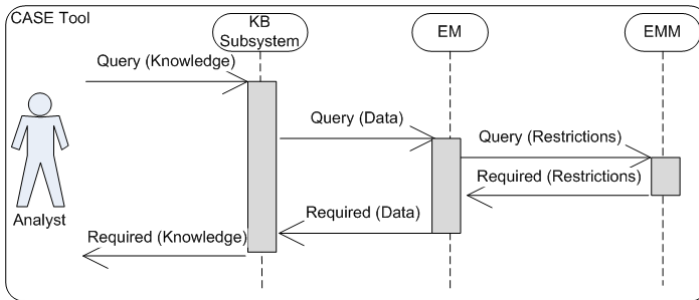 CASE Tool
KB
Subsystem
EM
EMM
Query (Knowledge)
Query (Data)
Query (Restrictions)
Required (Restrictions)
Required (Data)
Analyst
Required (Knowledge)